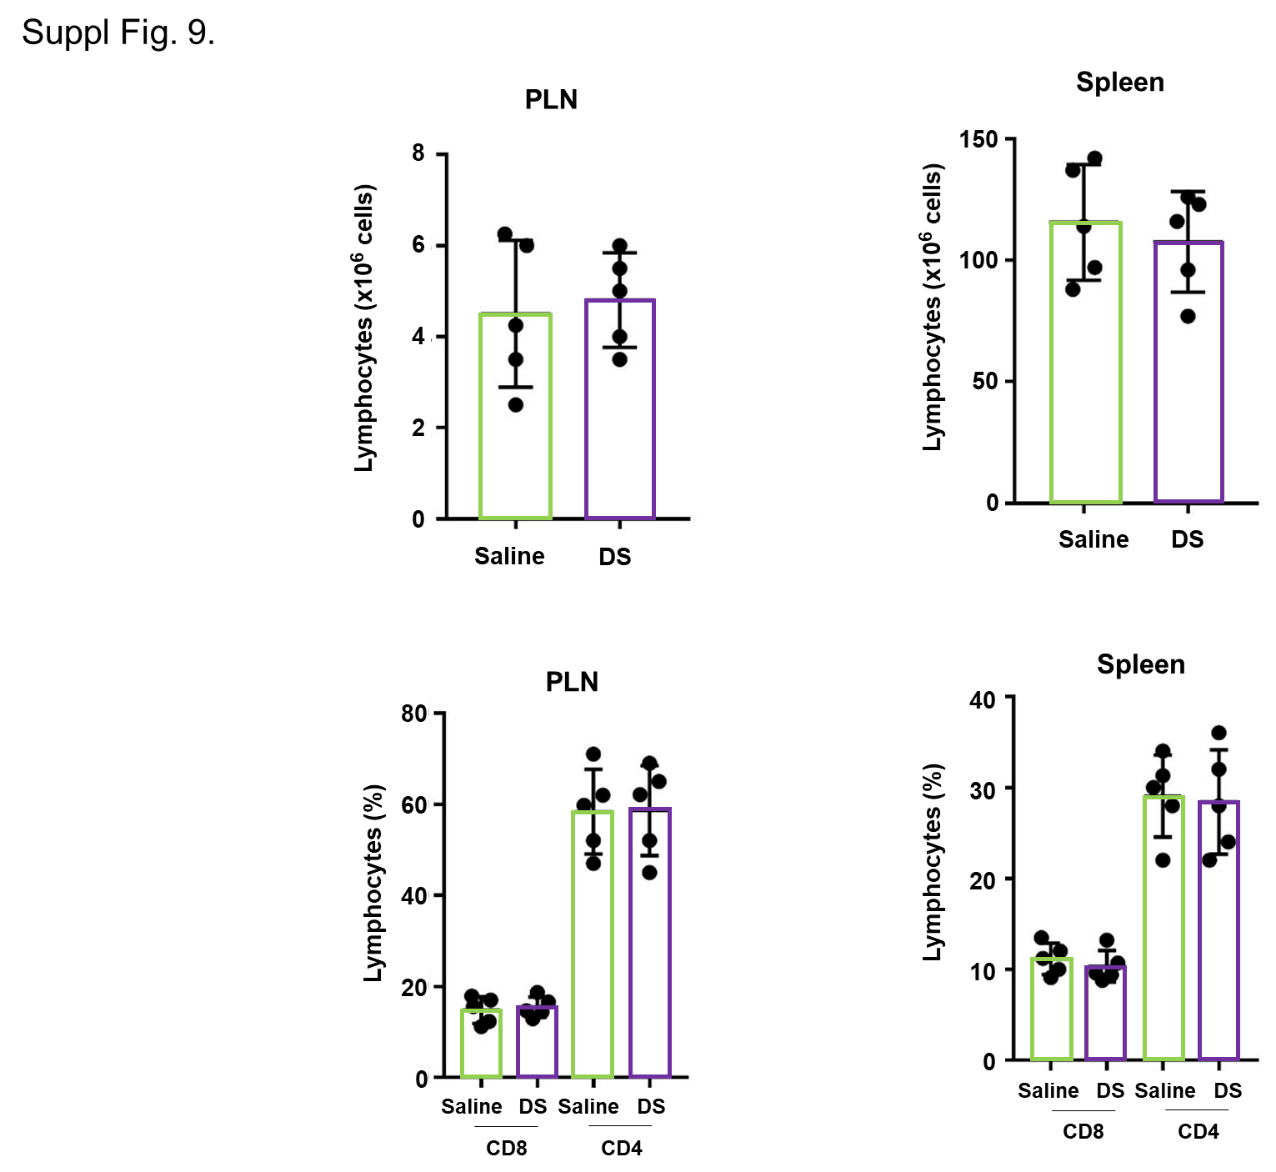 Suppl Fig. 9.
PLN
Lymphocytes (x10⁶ cells)
8
6
4
2
0
Saline DS
Spleen
Lymphocytes (x10⁶ cells)
150
100
50
0
Saline DS
PLN
Lymphocytes (%)
80
60
40
20
0
Saline DS Saline DS
CD8 CD4
Spleen
Lymphocytes (%)
40
30
20
10
0
Saline DS Saline DS
CD8 CD4